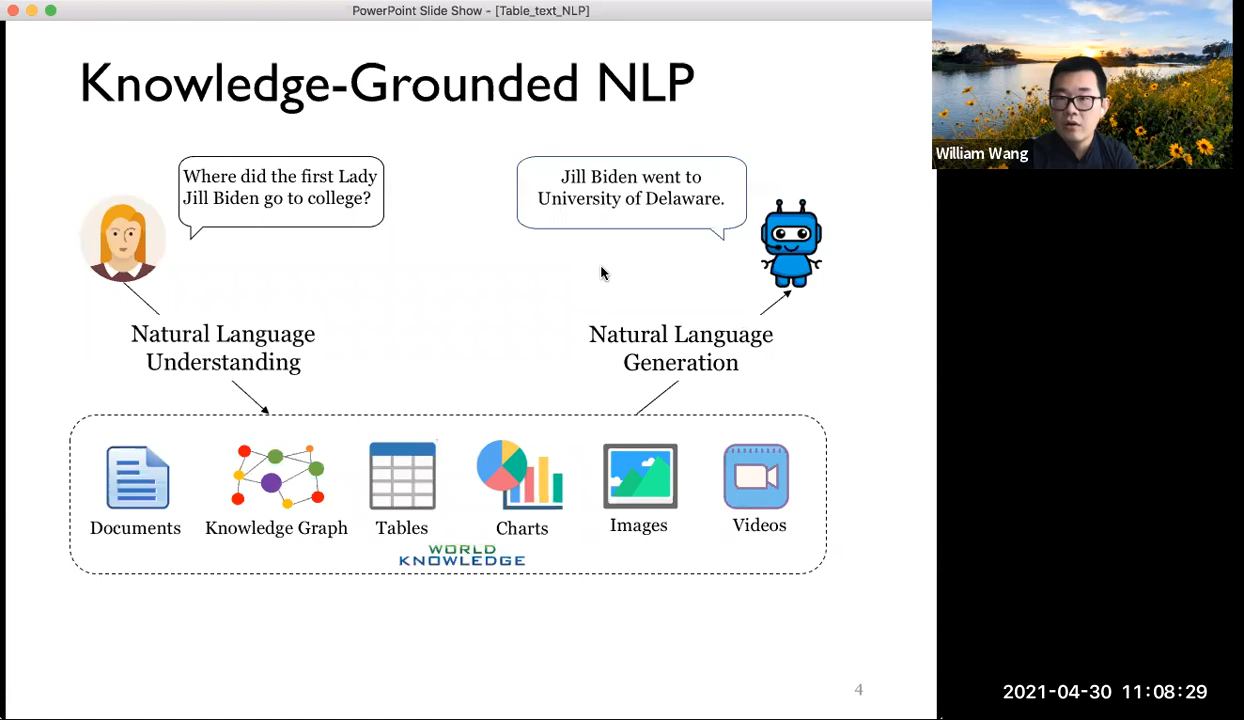 PowerPoint Slide Show - [Table_text_NLP]
Knowledge-Grounded NLP
William Wang
Where did the first Lady
Jill Biden go to college?
Jill Biden went to
University of Delaware.
Natural Language
Understanding
Natural Language
Generation
Documents
Knowledge Graph
Tables
Charts
Images
Videos
WORLD
KNOWLEDGE
4
2021-04-30 11:08:29